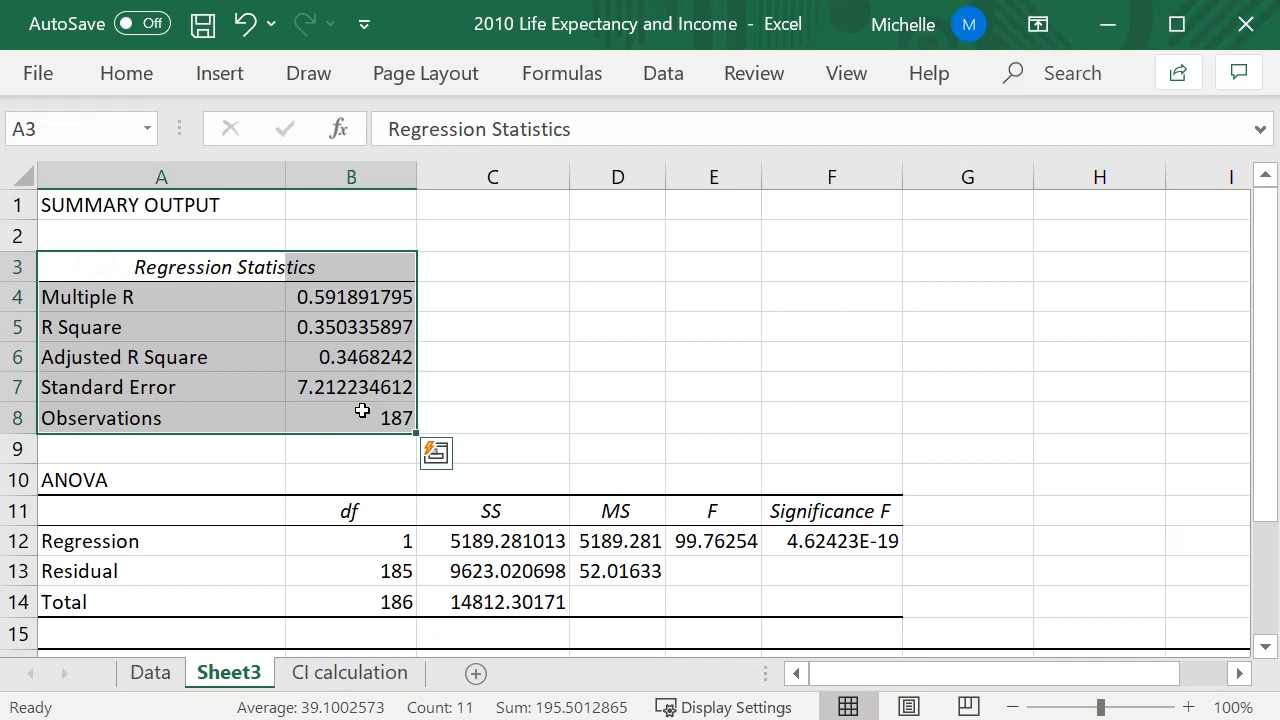 AutoSave Off 2010 Life Expectancy and Income - Excel Michelle M
File Home Insert Draw Page Layout Formulas Data Review View Help Search
A3 fx Regression Statistics
A B C D E F G H I
1 SUMMARY OUTPUT
2
3 Regression Statistics
4 Multiple R 0.591891795
5 R Square 0.350335897
6 Adjusted R Square 0.3468242
7 Standard Error 7.212234612
8 Observations 187
9
10 ANOVA
11 df SS MS F Significance F
12 Regression 1 5189.281013 5189.281 99.76254 4.62423E-19
13 Residual 185 9623.020698 52.01633
14 Total 186 14812.30171
15
Data Sheet3 CI calculation
Ready Average: 39.1002573 Count: 11 Sum: 195.5012865 Display Settings 100%